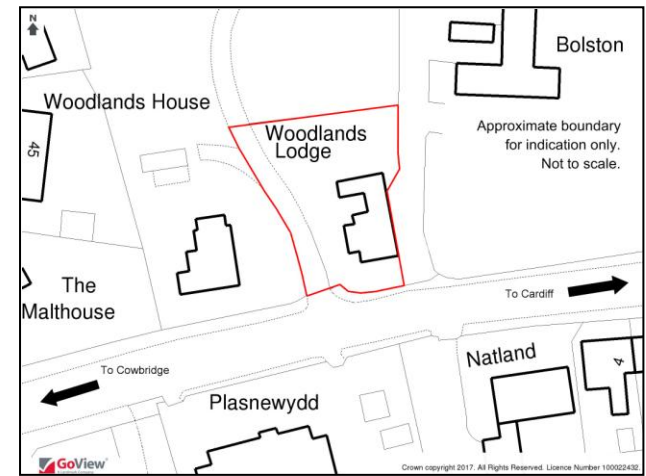 N
Bolston
Woodlands House
Woodlands
Lodge
Approximate boundary
for indication only.
Not to scale.
45
The
Malthouse
To Cardiff
To Cowbridge
Natland
4
Plasnewydd
GoView
Crown copyright 2017. All Rights Reserved. Licence Number 100022432.